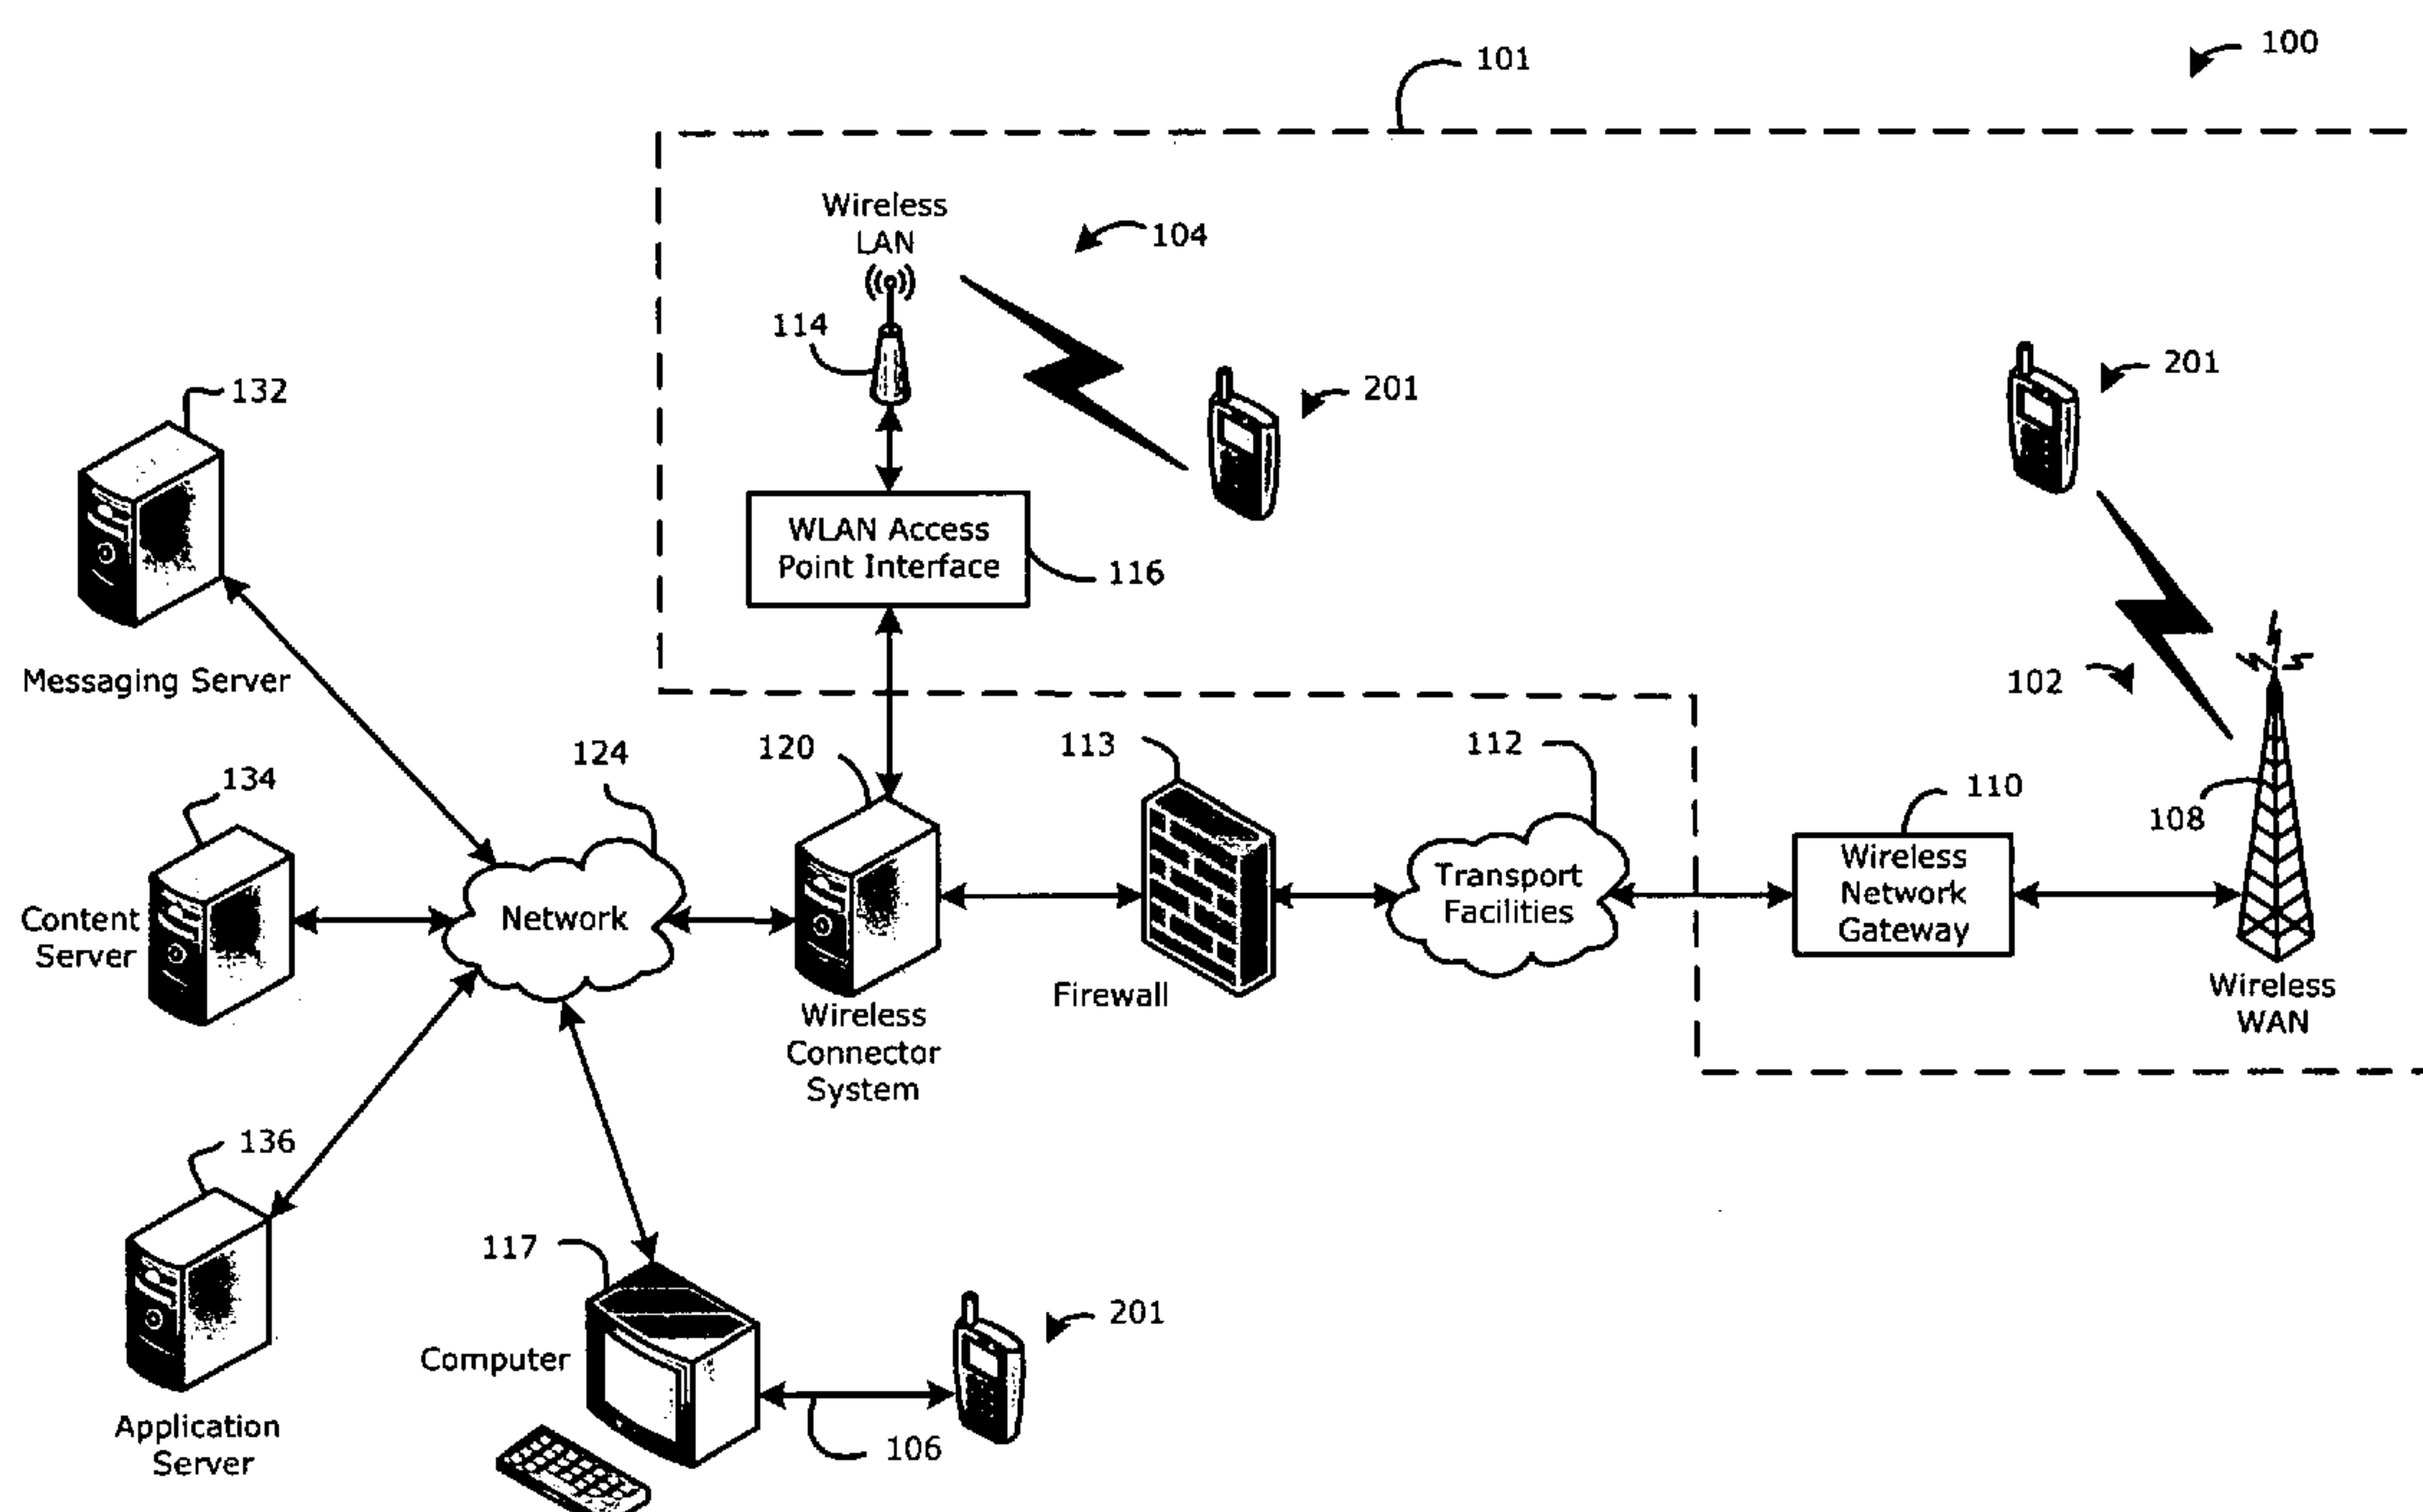 100
101
Wireless
LAN
104
114
201
201
132
WLAN Access
Point Interface
116
Messaging Server
102
124
120
113
112
134
110
108
Content
Server
Network
Transport
Facilities
Wireless
Network
Gateway
Firewall
Wireless
WAN
Wireless
Connector
System
136
117
201
Computer
106
Application
Server